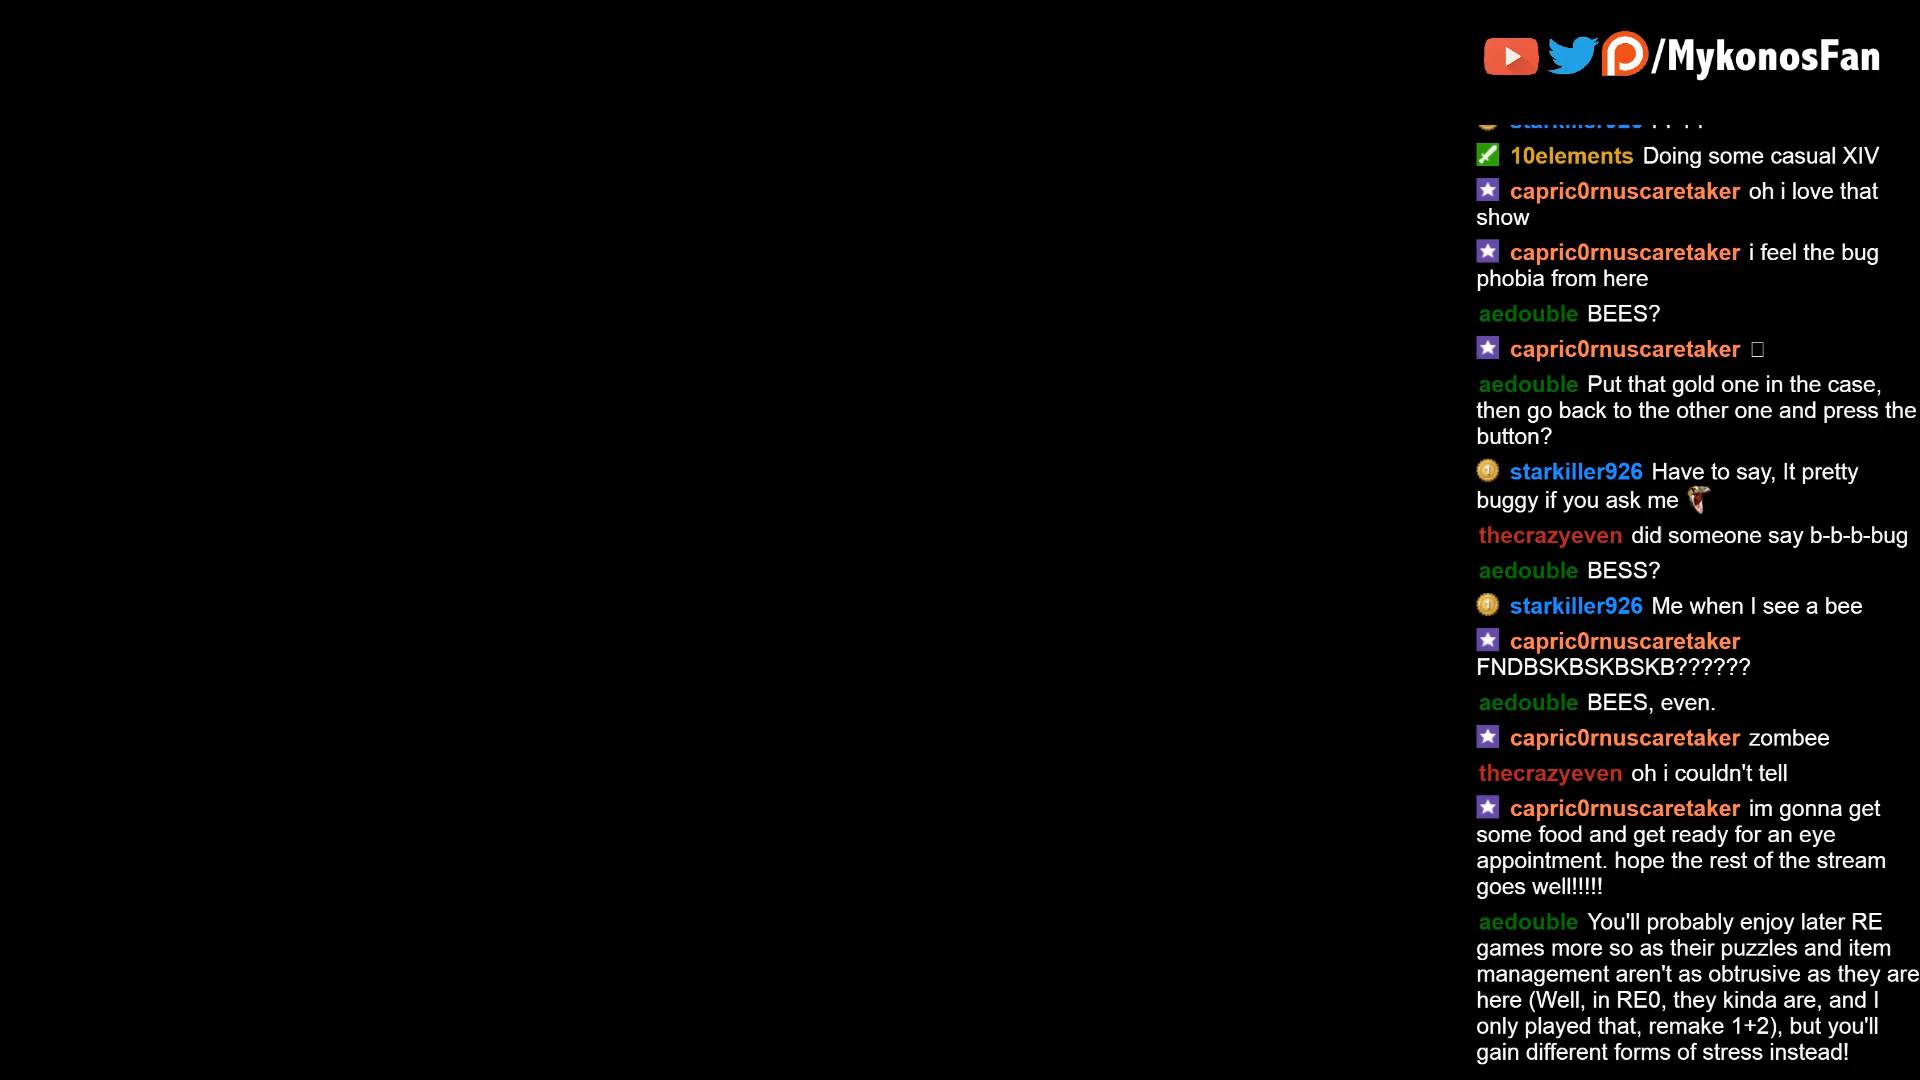 /MykonosFan
10elements Doing some casual XIV
capric0rnuscaretaker oh i love that
show
capric0rnuscaretaker i feel the bug
phobia from here
aedouble BEES?
capric0rnuscaretaker
aedouble Put that gold one in the case,
then go back to the other one and press the
button?
starkiller926 Have to say, It pretty
buggy if you ask me
thecrazyeven did someone say b-b-b-bug
aedouble BESS?
starkiller926 Me when I see a bee
capric0rnuscaretaker
FNDBSKBSKBSKB??????
aedouble BEES, even.
capric0rnuscaretaker zombee
thecrazyeven oh i couldn't tell
capric0rnuscaretaker im gonna get
some food and get ready for an eye
appointment. hope the rest of the stream
goes well!!!!!
aedouble You'll probably enjoy later RE
games more so as their puzzles and item
management aren't as obtrusive as they are
here (Well, in RE0, they kinda are, and I
only played that, remake 1+2), but you'll
gain different forms of stress instead!